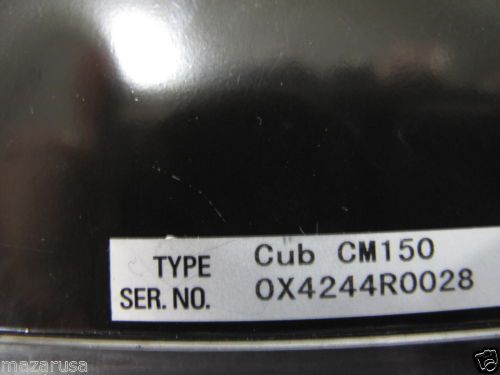 TYPE Cub CM150
SER. NO. 0X4244R0028
mazarusa